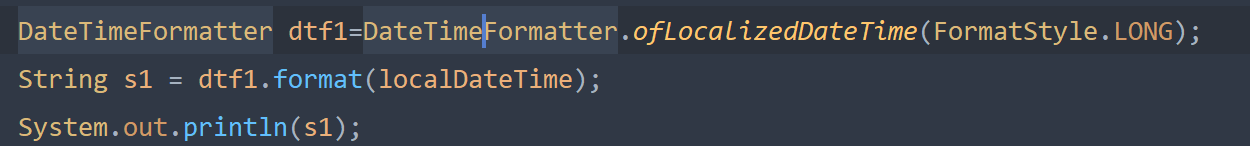 DateTimeFormatter dtf1=DateTimeFormatter.ofLocalizedDateTime(FormatStyle.LONG);
String s1 = dtf1.format(localDateTime);
System.out.println(s1);